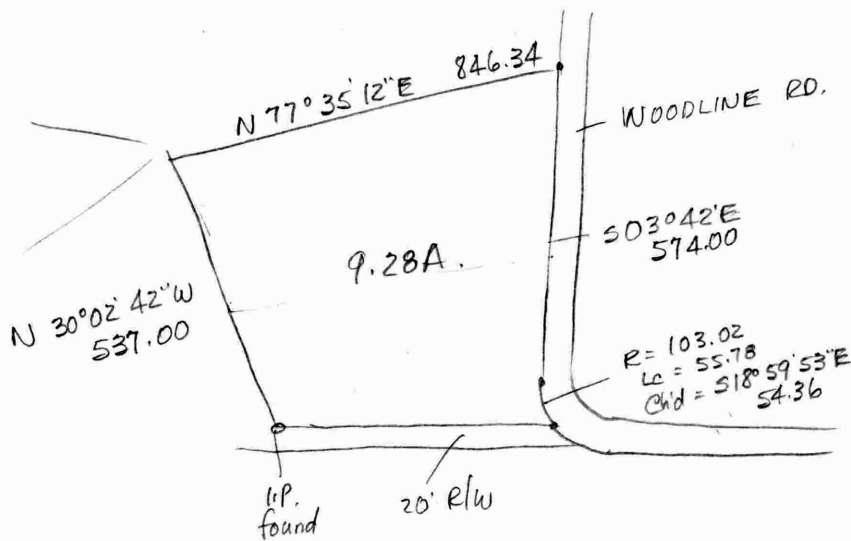 N 77° 35' 12" E 846.34
WOODLINE RD.
S 03° 42' E
574.00
9.28A.
N 30° 02' 42" W
537.00
R = 103.02
Lc = 55.78
Ch'd = S18° 59' 53" E
54.36
I.P.
found
20' R/W